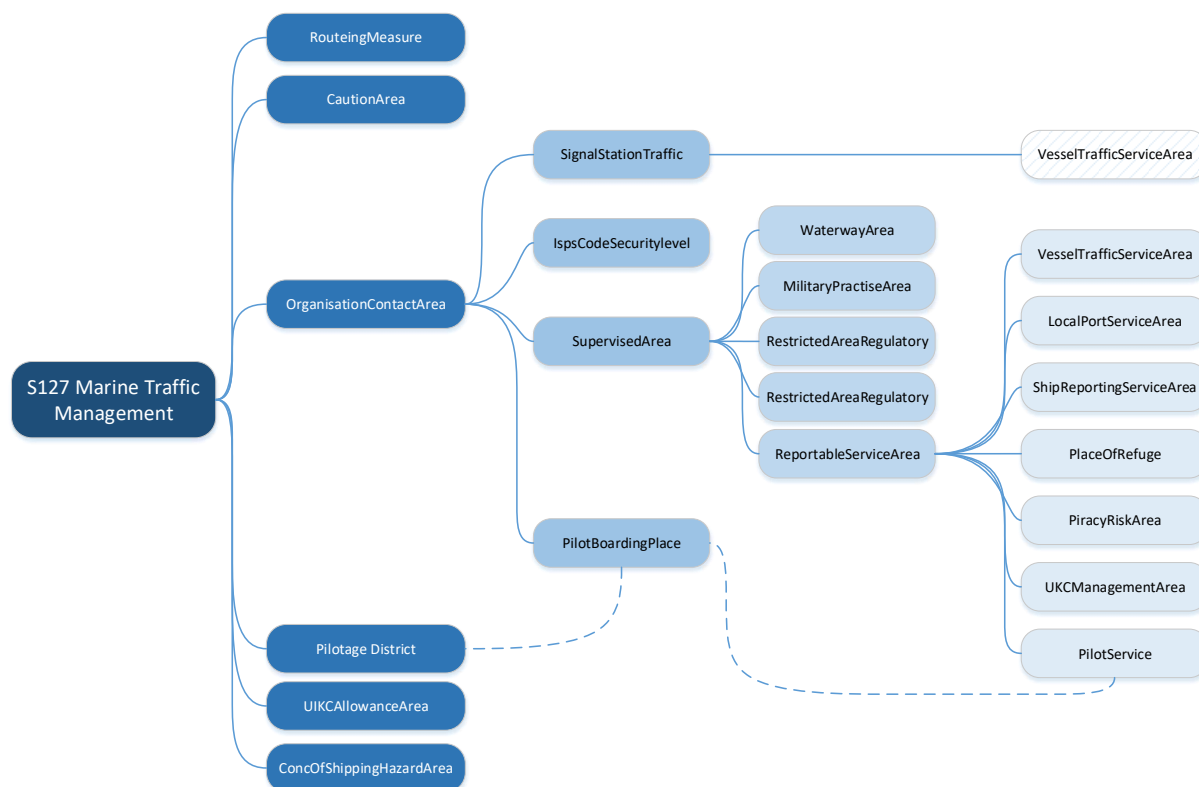 RouteingMeasure
CautionArea
SignalStationTraffic
VesselTrafficServiceArea
WaterwayArea
IspsCodeSecuritylevel
VesselTrafficServiceArea
MilitaryPractiseArea
OrganisationContactArea
LocalPortServiceArea
SupervisedArea
RestrictedAreaRegulatory
S127 Marine Traffic
Management
RestrictedAreaRegulatory
ShipReportingServiceArea
ReportableServiceArea
PlaceOfRefuge
PiracyRiskArea
PilotBoardingPlace
UKCManagementArea
Pilotage District
PilotService
UIKCAllowanceArea
ConcOfShippingHazardArea